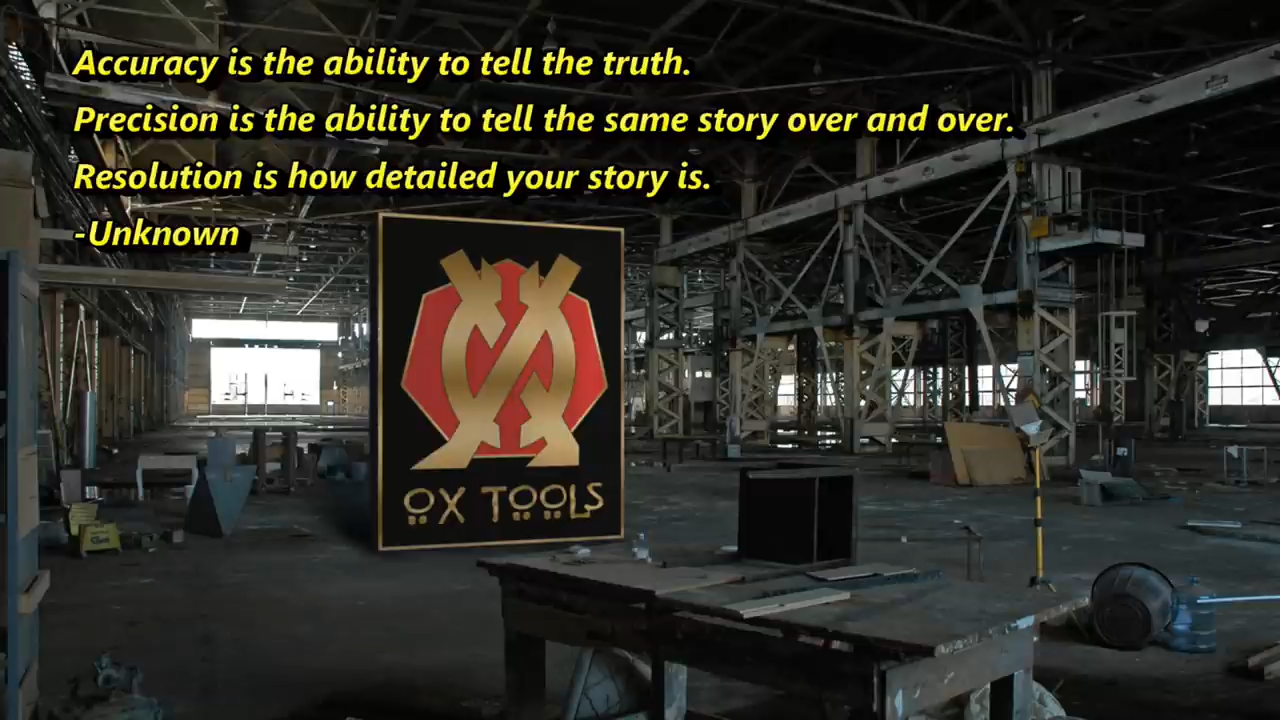 Accuracy is the ability to tell the truth.
Precision is the ability to tell the same story over and over.
Resolution is how detailed your story is.
-Unknown
OX TOOLS